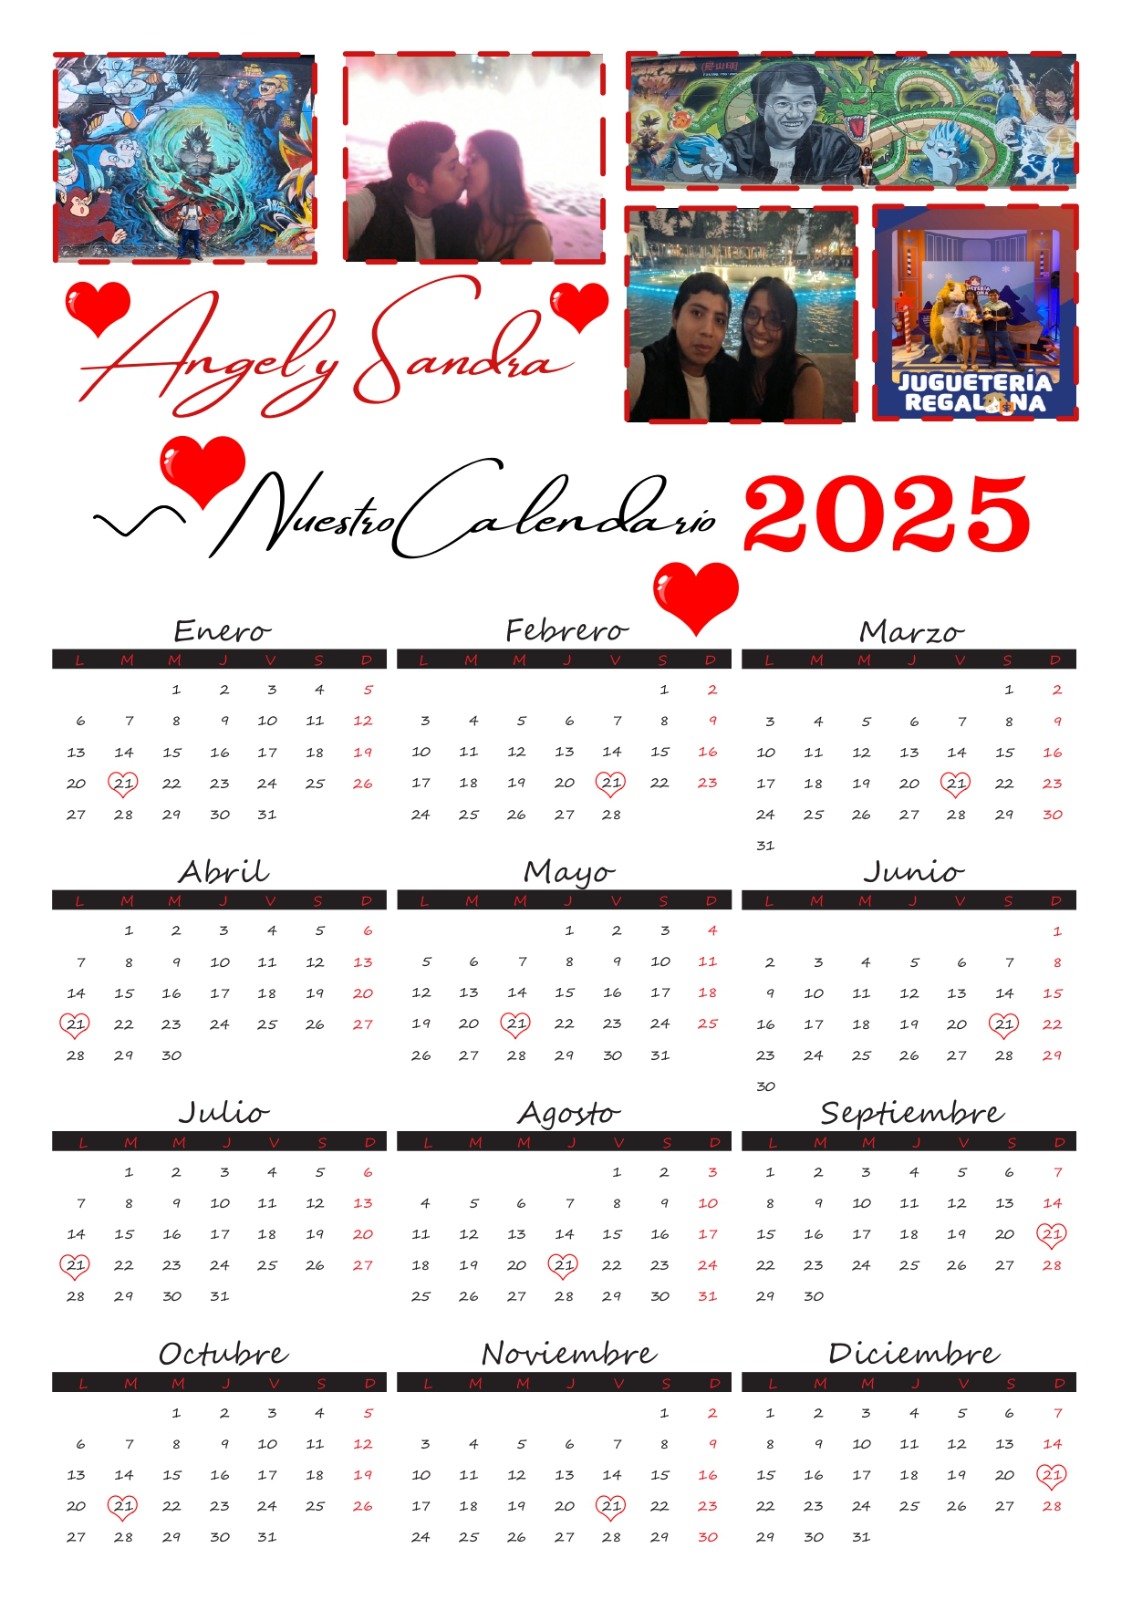 JUGUETERÍA
REGALONA
Angel y Sandra
Nuestro Calendario 2025
Enero
L M M J V S D
1 2 3 4 5
6 7 8 9 10 11 12
13 14 15 16 17 18 19
20 21 22 23 24 25 26
27 28 29 30 31
Febrero
L M M J V S D
1 2
3 4 5 6 7 8 9
10 11 12 13 14 15 16
17 18 19 20 21 22 23
24 25 26 27 28
Marzo
L M M J V S D
1 2
3 4 5 6 7 8 9
10 11 12 13 14 15 16
17 18 19 20 21 22 23
24 25 26 27 28 29 30
31
Abril
L M M J V S D
1 2 3 4 5 6
7 8 9 10 11 12 13
14 15 16 17 18 19 20
21 22 23 24 25 26 27
28 29 30
Mayo
L M M J V S D
1 2 3 4
5 6 7 8 9 10 11
12 13 14 15 16 17 18
19 20 21 22 23 24 25
26 27 28 29 30 31
Junio
L M M J V S D
1
2 3 4 5 6 7 8
9 10 11 12 13 14 15
16 17 18 19 20 21 22
23 24 25 26 27 28 29
30
Julio
L M M J V S D
1 2 3 4 5 6
7 8 9 10 11 12 13
14 15 16 17 18 19 20
21 22 23 24 25 26 27
28 29 30 31
Agosto
L M M J V S D
1 2 3
4 5 6 7 8 9 10
11 12 13 14 15 16 17
18 19 20 21 22 23 24
25 26 27 28 29 30 31
Septiembre
L M M J V S D
1 2 3 4 5 6 7
8 9 10 11 12 13 14
15 16 17 18 19 20 21
22 23 24 25 26 27 28
29 30
Octubre
L M M J V S D
1 2 3 4 5
6 7 8 9 10 11 12
13 14 15 16 17 18 19
20 21 22 23 24 25 26
27 28 29 30 31
Noviembre
L M M J V S D
1 2
3 4 5 6 7 8 9
10 11 12 13 14 15 16
17 18 19 20 21 22 23
24 25 26 27 28 29 30
Diciembre
L M M J V S D
1 2 3 4 5 6 7
8 9 10 11 12 13 14
15 16 17 18 19 20 21
22 23 24 25 26 27 28
29 30 31